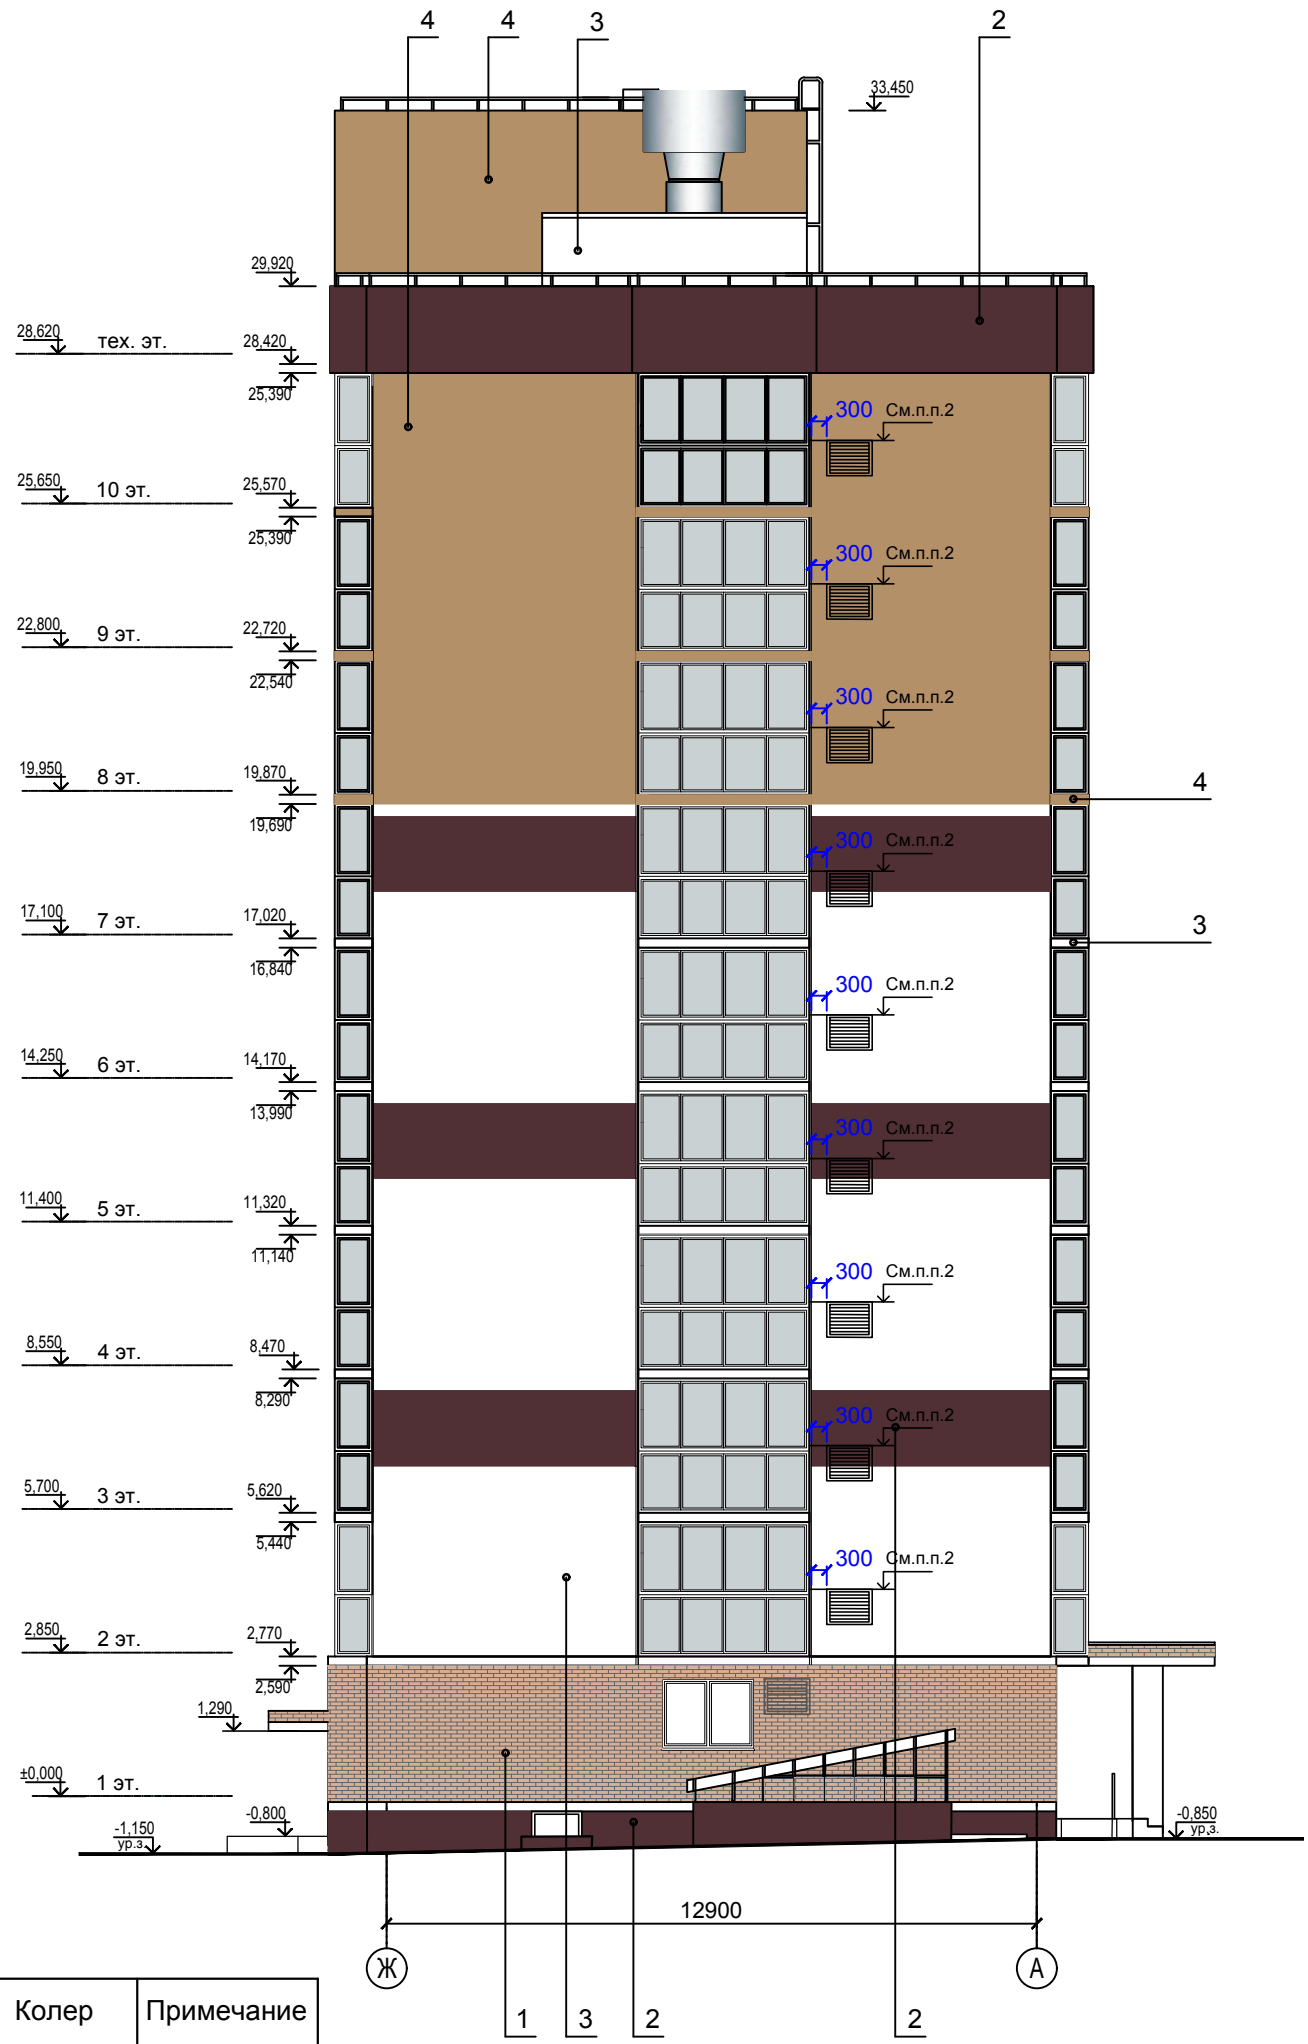 4 4 3 2
33,450
29,920
28,620 тех. эт. 28,420
25,390
300 См.п.п.2
25,650 10 эт. 25,570
25,390
300 См.п.п.2
22,800 9 эт. 22,720
22,540
300 См.п.п.2
19,950 8 эт. 19,870
4
19,690
300 См.п.п.2
17,100 7 эт. 17,020
3
16,840
300 См.п.п.2
14,250 6 эт. 14,170
13,990
300 См.п.п.2
11,400 5 эт. 11,320
11,140
300 См.п.п.2
8,550 4 эт. 8,470
8,290
300 См.п.п.2
5,700 3 эт. 5,620
5,440
300 См.п.п.2
2,850 2 эт. 2,770
2,590
1,290
±0,000 1 эт.
-0,800
-1,150
ур.з.
-0,850
ур.з.
12900
Ж А
Колер Примечание
1 3 2 2